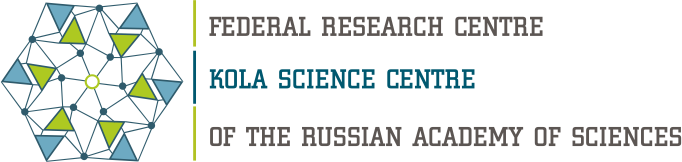 FEDERAL RESEARCH CENTRE
KOLA SCIENCE CENTRE
OF THE RUSSIAN ACADEMY OF SCIENCES